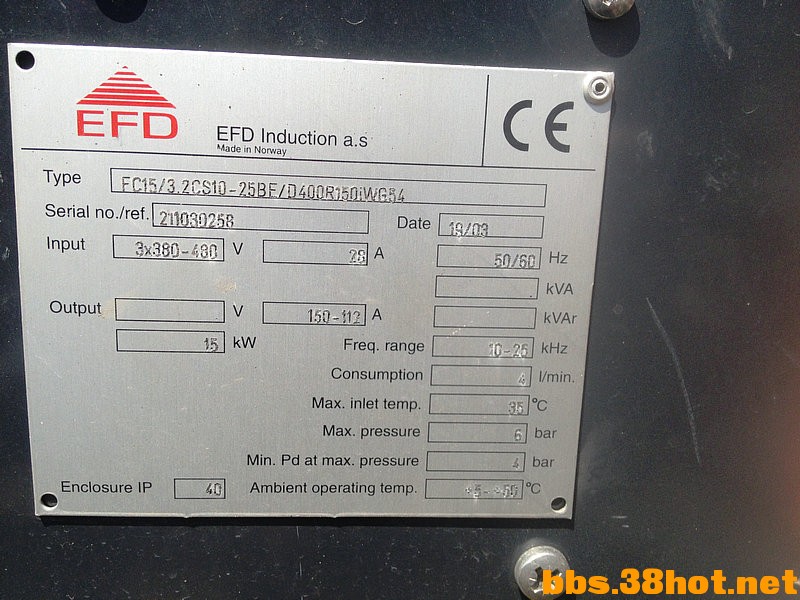 EFD
EFD Induction a.s
Made in Norway
CE
Type FC15/3.2CS10-25BE/D400R150iWG54
Serial no./ref. 211030258 Date 19/03
Input 3x380-480 V 28 A 50/60 Hz
kVA
Output V 150-112 A kVAr
15 kW Freq. range 10-25 kHz
Consumption 4 l/min.
Max. inlet temp. 35 °C
Max. pressure 6 bar
Min. Pd at max. pressure 4 bar
Enclosure IP 40 Ambient operating temp. °C
bbs.38hot.net